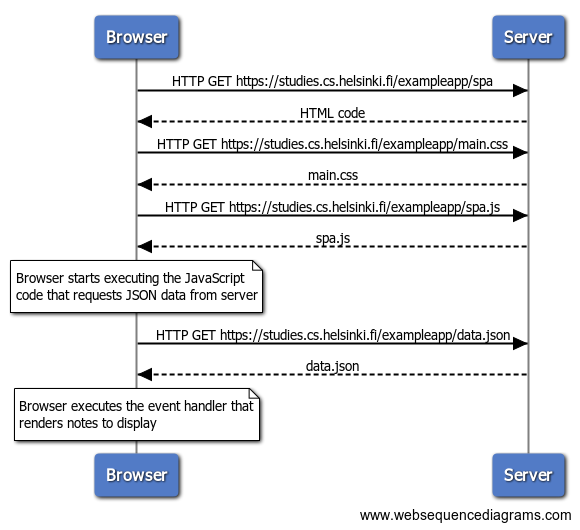 Browser
Server
HTTP GET https://studies.cs.helsinki.fi/exampleapp/spa
HTML code
HTTP GET https://studies.cs.helsinki.fi/exampleapp/main.css
main.css
HTTP GET https://studies.cs.helsinki.fi/exampleapp/spa.js
spa.js
Browser starts executing the JavaScript
code that requests JSON data from server
HTTP GET https://studies.cs.helsinki.fi/exampleapp/data.json
data.json
Browser executes the event handler that
renders notes to display
Browser
Server
www.websequencediagrams.com